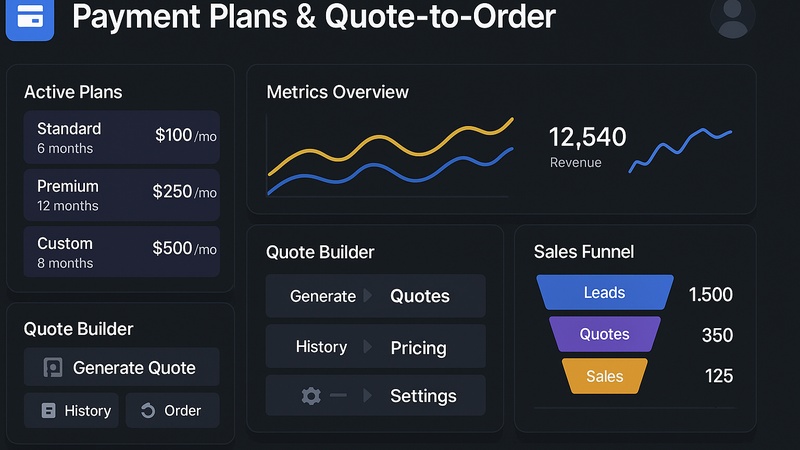 Payment Plans & Quote-to-Order
Active Plans
Standard
6 months
$100/mo
Premium
12 months
$250/mo
Custom
8 months
$500/mo
Quote Builder
Generate Quote
History
Order
Metrics Overview
12,540
Revenue
Quote Builder
Generate Quotes
History Pricing
Settings
Sales Funnel
Leads 1.500
Quotes 350
Sales 125